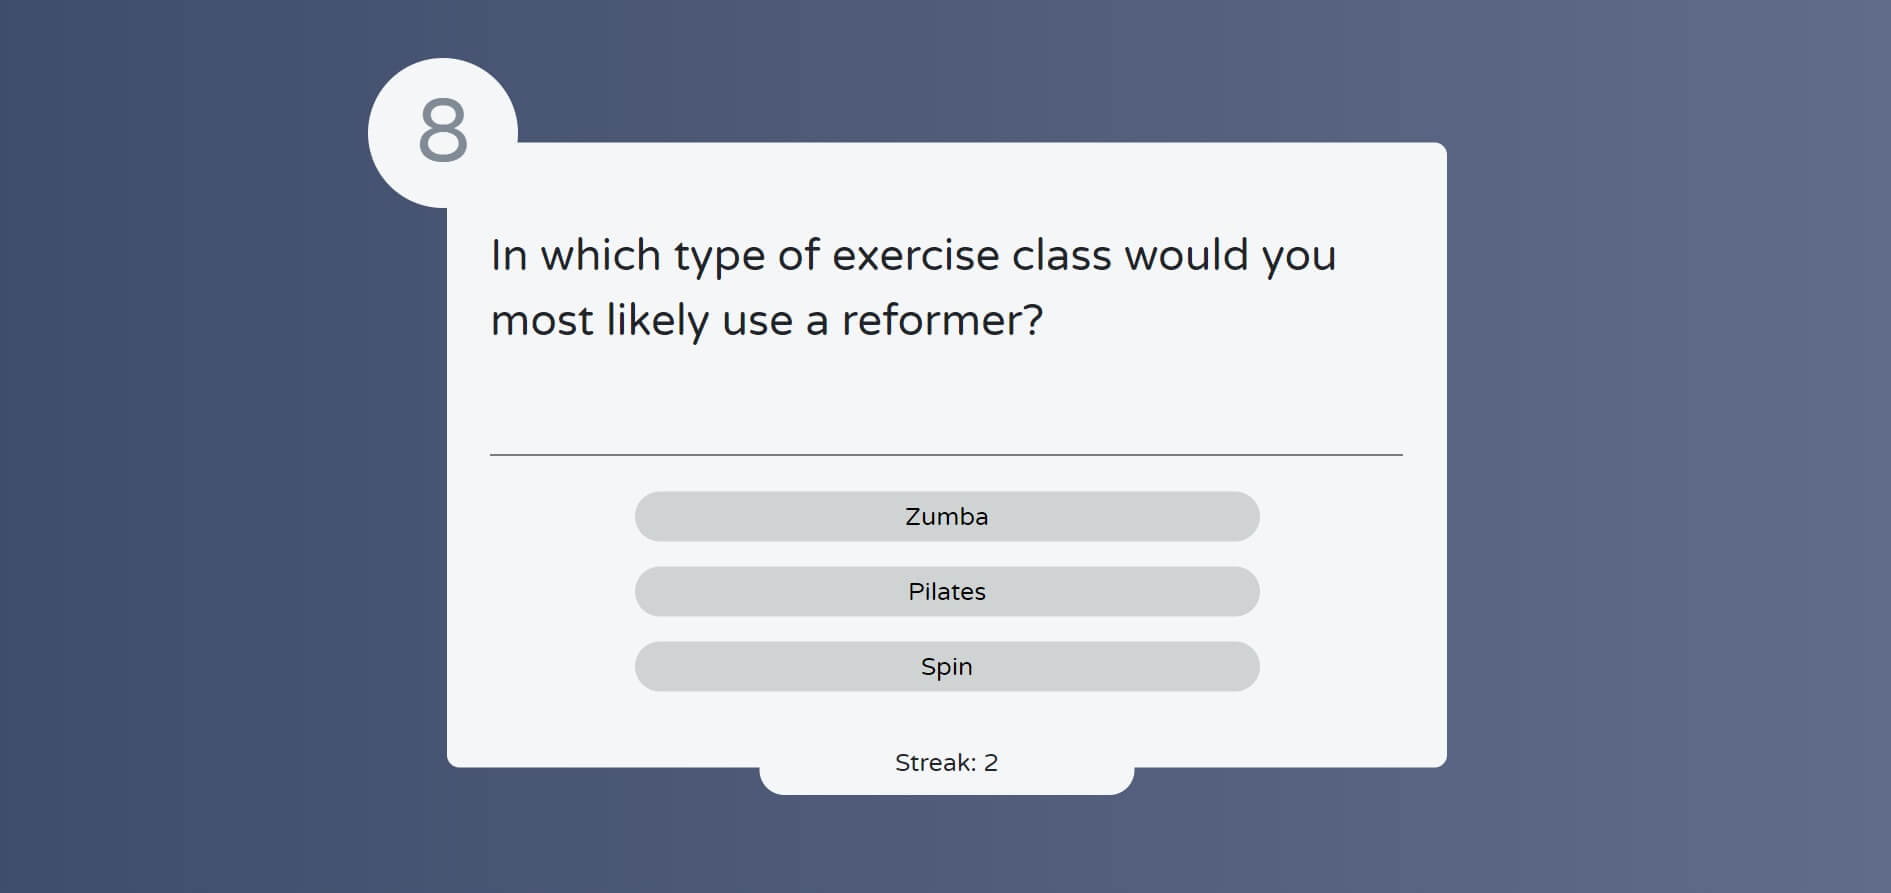 8
In which type of exercise class would you
most likely use a reformer?
Zumba
Pilates
Spin
Streak: 2